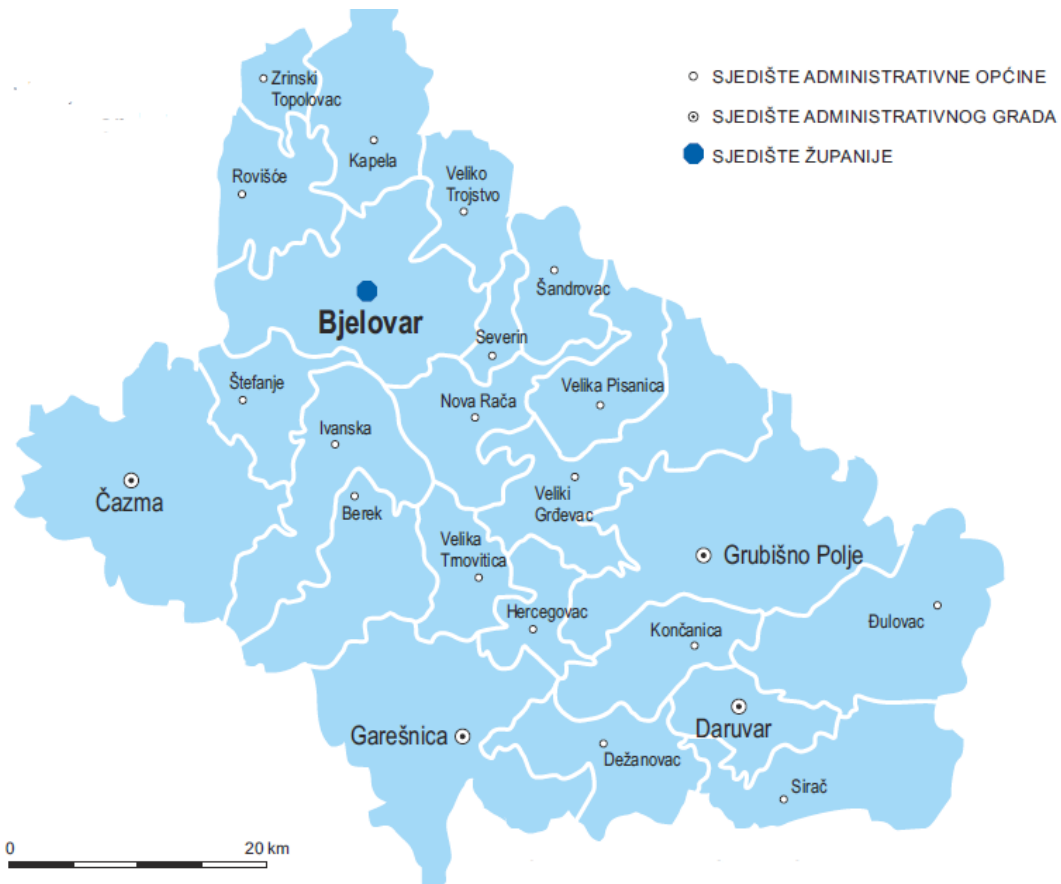 Zrinski
Topolovac
SJEDIŠTE ADMINISTRATIVNE OPĆINE
SJEDIŠTE ADMINISTRATIVNOG GRADA
SJEDIŠTE ŽUPANIJE
Kapela
Rovišće
Veliko
Trojstvo
Šandrovac
Bjelovar
Severin
Štefanje
Velika Pisanica
Nova Rača
Ivanska
Čazma
Berek
Veliki
Grđevac
Velika
Trnovitica
Grubišno Polje
Hercegovac
Končanica
Đulovac
Garešnica
Daruvar
Dežanovac
Sirač
0 20 km